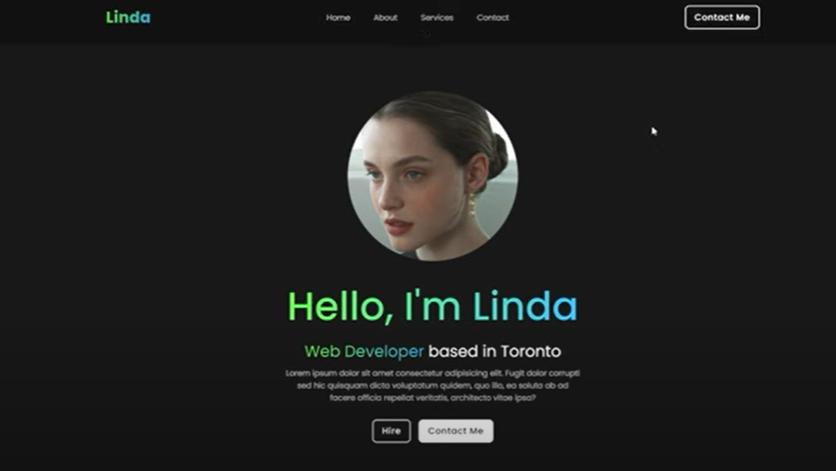 Linda
Home About Services Contact
Contact Me
Hello, I'm Linda
Web Developer based in Toronto
Lorem ipsum dolor sit amet consectetur adipisicing elit. Fugit dolor corrupti
sed hic quisquam dicta voluptatum quidem, quo illo, ea soluta ab ad
facere officia repellat veritatis, architecto vitae ipsa?
Hire Contact Me